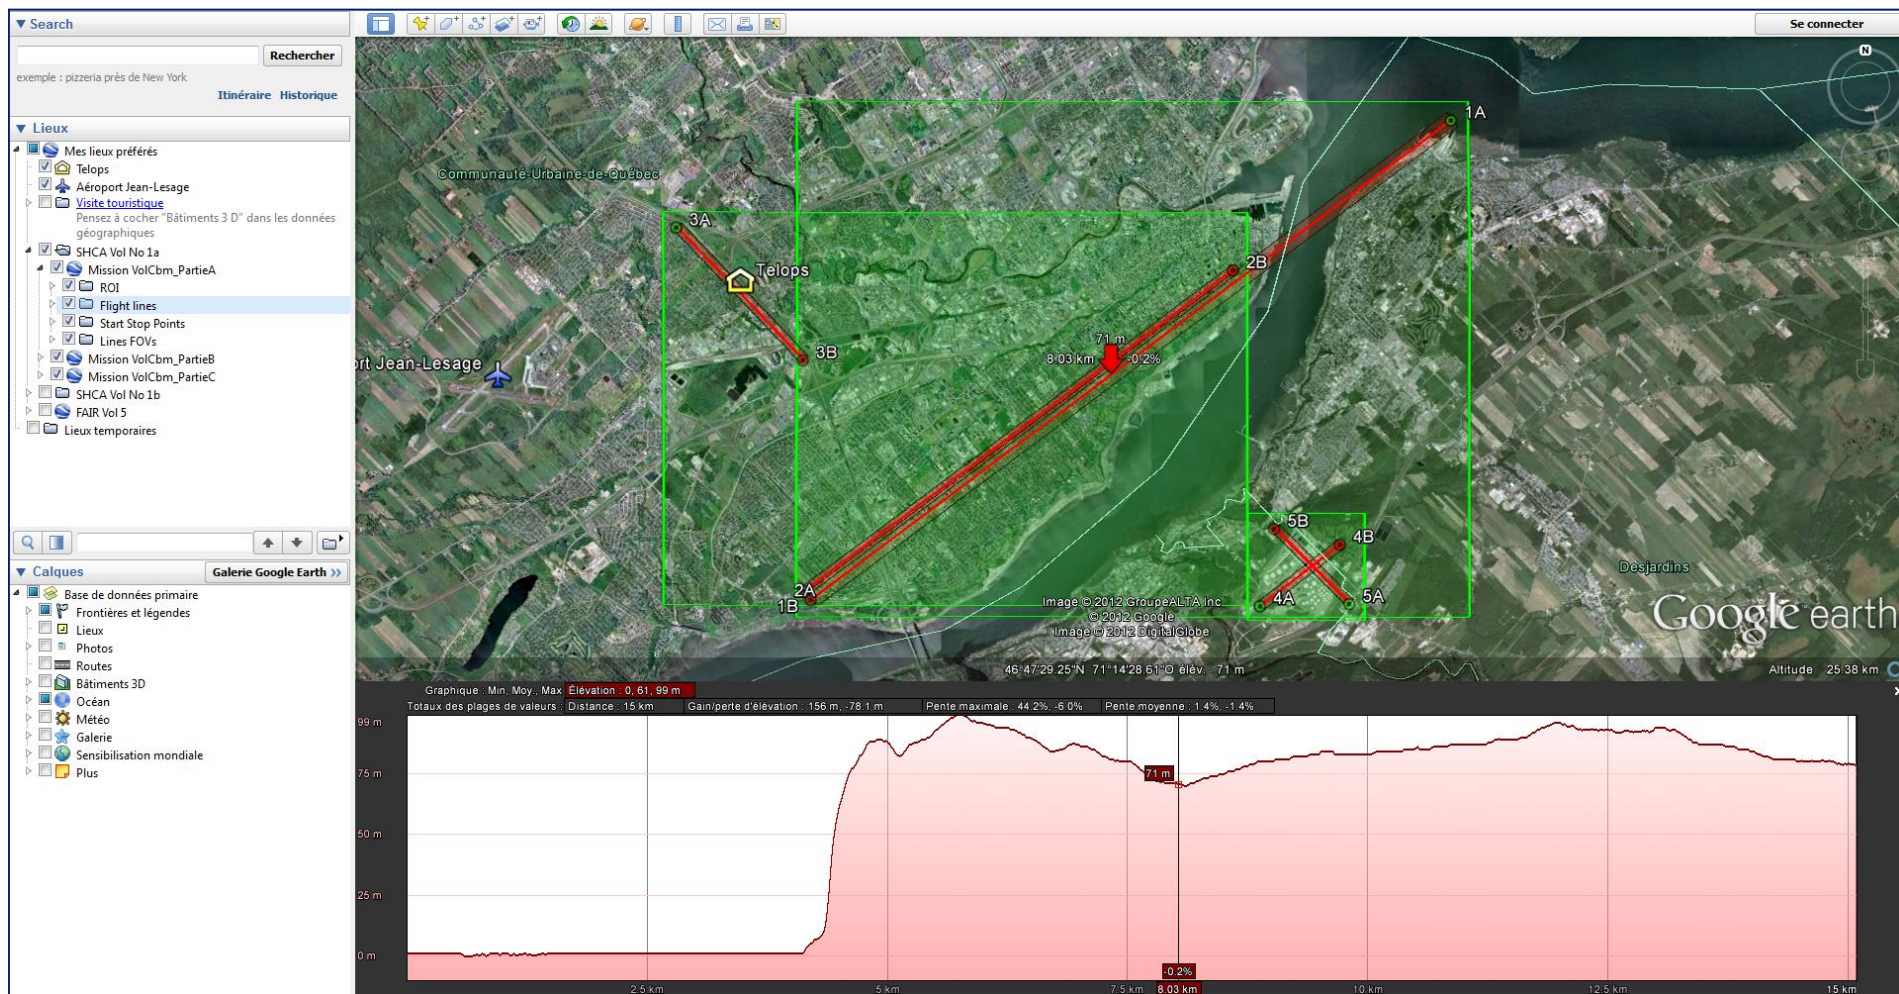 Search
Se connecter
Rechercher
exemple : pizzeria près de New York
Itinéraire Historique
Lieux
Mes lieux préférés
Telops
Aéroport Jean-Lesage
Visite touristique
Pensez à cocher "Bâtiments 3 D" dans les données
géographiques
SHCA Vol No 1a
Mission VolCbm_PartieA
ROI
Flight lines
Start Stop Points
Lines FOVs
Mission VolCbm_PartieB
Mission VolCbm_PartieC
SHCA Vol No 1b
FAIR Vol 5
Lieux temporaires
Calques
Galerie Google Earth >>
Base de données primaire
Frontières et légendes
Lieux
Photos
Routes
Bâtiments 3D
Océan
Météo
Galerie
Sensibilisation mondiale
Plus
N
1A
Communauté-Urbaine-de-Québec
3A
2B
Telops
71 m
3B
8.03 km -0.2%
rt Jean-Lesage
5B
4B
Desjardins
2A
1B
4A
5A
Image © 2012 GroupeALTA Inc
© 2012 Google
Image © 2012 DigitalGlobe
Google earth
46°47'29.25"N 71°14'28.61"O élév. 71 m
Altitude 25.38 km
Graphique : Min, Moy., Max Élévation : 0, 61, 99 m
Totaux des plages de valeurs : Distance : 15 km Gain/perte d'élévation : 156 m, -78.1 m Pente maximale : 44.2%, -6.0% Pente moyenne : 1.4%, -1.4%
99 m
75 m
71 m
50 m
25 m
0 m
-0.2%
2.5 km 5 km 7.5 km 8.03 km 10 km 12.5 km 15 km